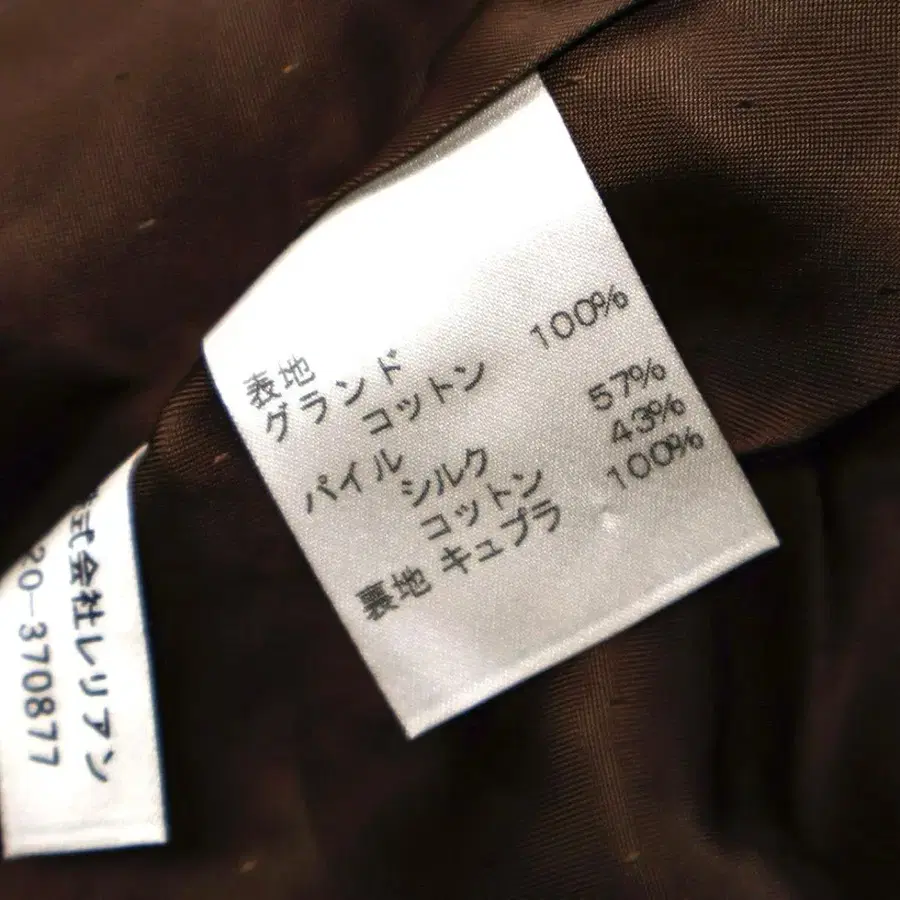 表地
グランド
コットン 100%
パイル
シルク 57%
コットン 43%
裏地 キュプラ 100%
式会社レリアン
20-370877